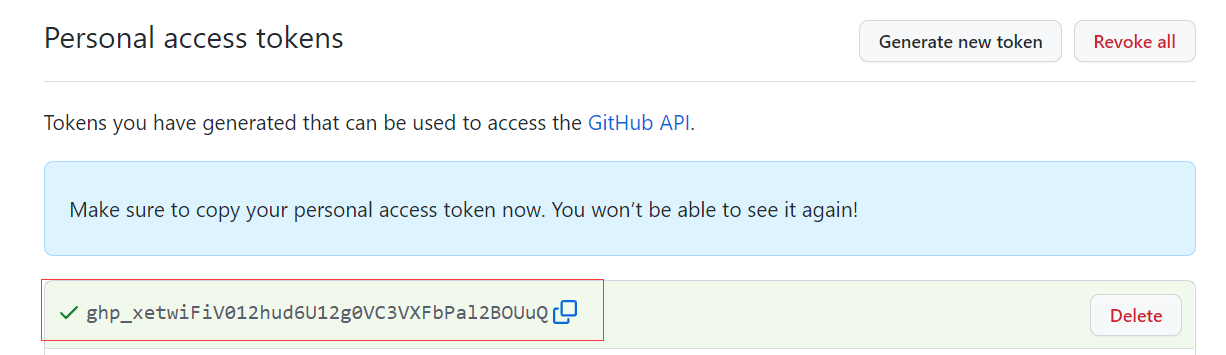 Personal access tokens
Generate new token
Revoke all
Tokens you have generated that can be used to access the GitHub API.
Make sure to copy your personal access token now. You won’t be able to see it again!
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
Delete